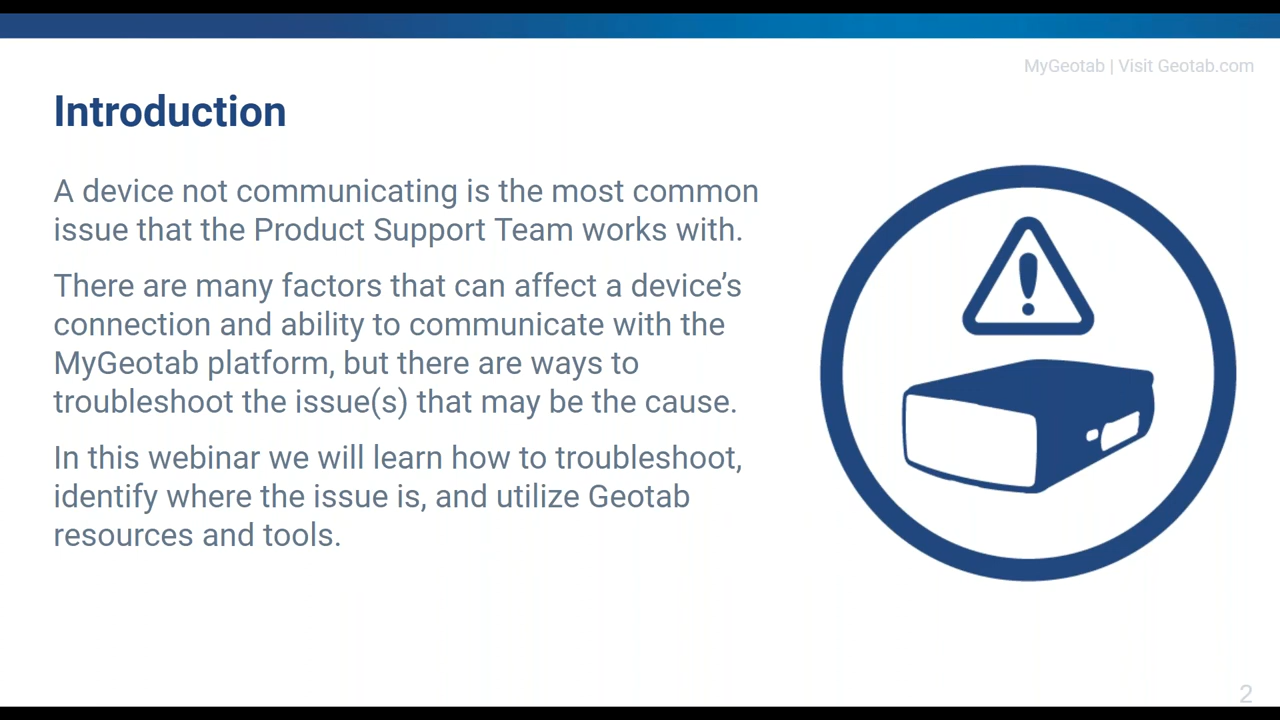 MyGeotab | Visit Geotab.com
Introduction
A device not communicating is the most common
issue that the Product Support Team works with.
There are many factors that can affect a device’s
connection and ability to communicate with the
MyGeotab platform, but there are ways to
troubleshoot the issue(s) that may be the cause.
In this webinar we will learn how to troubleshoot,
identify where the issue is, and utilize Geotab
resources and tools.
2